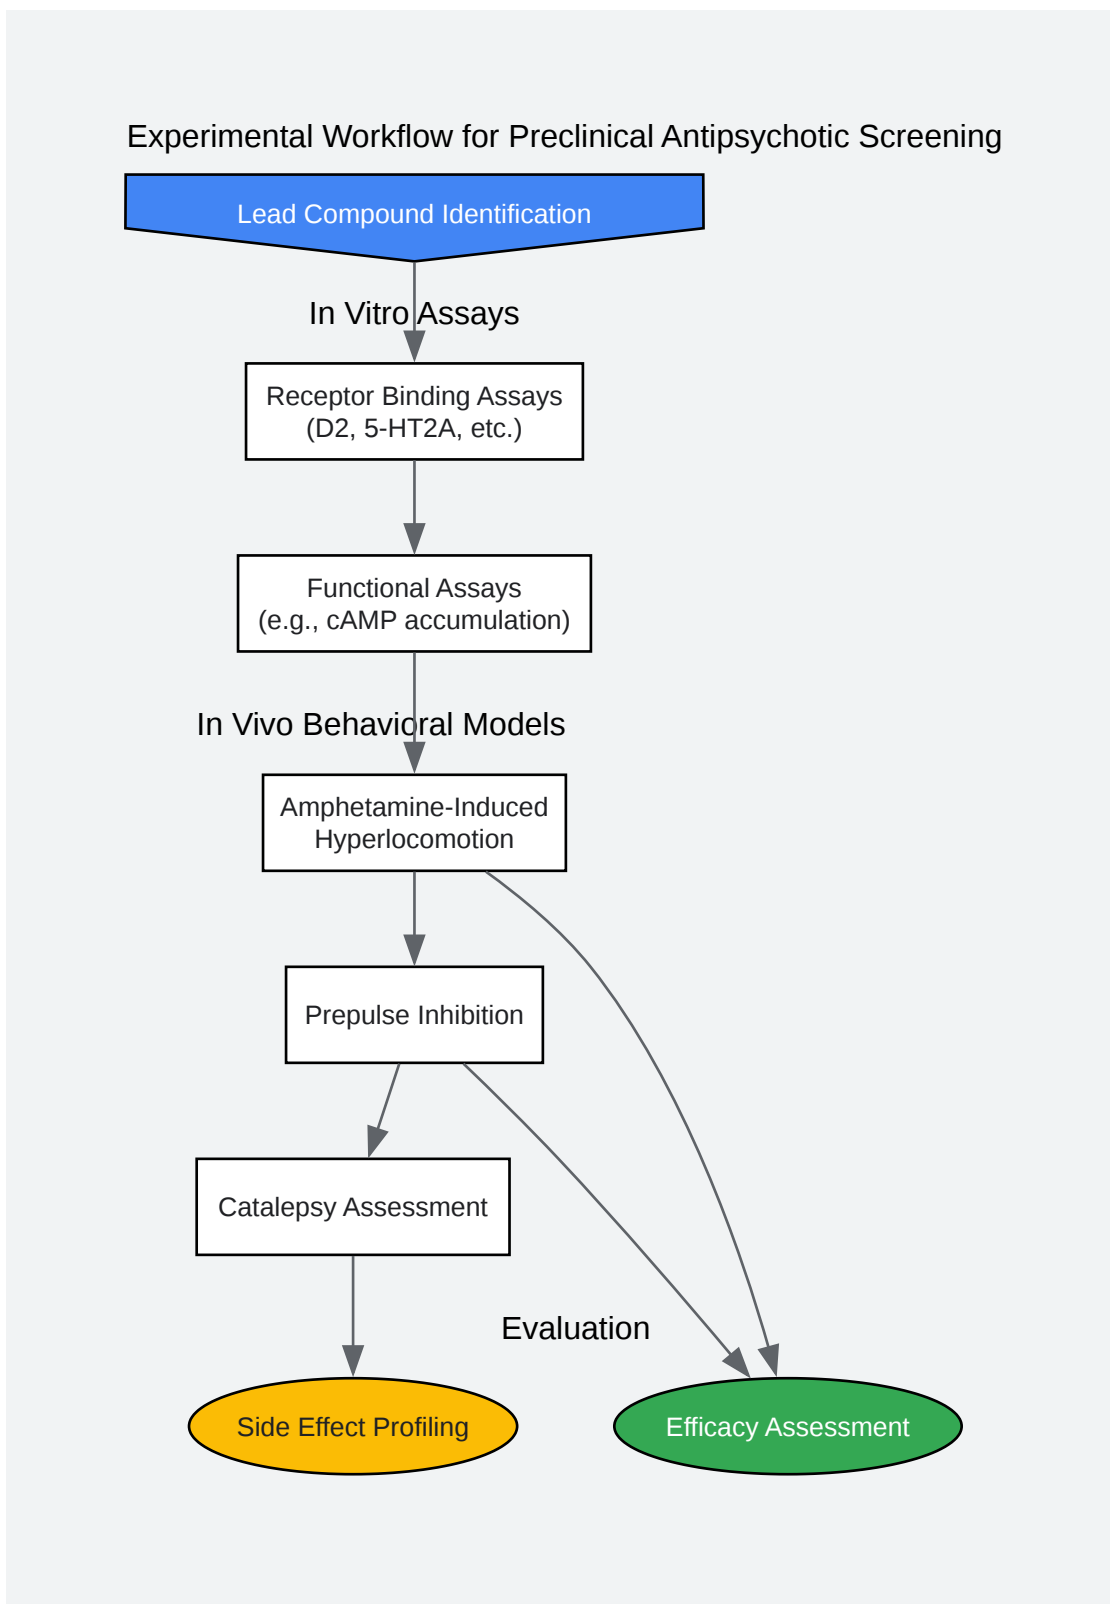 Experimental Workflow for Preclinical Antipsychotic Screening
Lead Compound Identification
In Vitro Assays
Receptor Binding Assays
(D2, 5-HT2A, etc.)
Functional Assays
(e.g., cAMP accumulation)
In Vivo Behavioral Models
Amphetamine-Induced
Hyperlocomotion
Prepulse Inhibition
Catalepsy Assessment
Evaluation
Side Effect Profiling
Efficacy Assessment